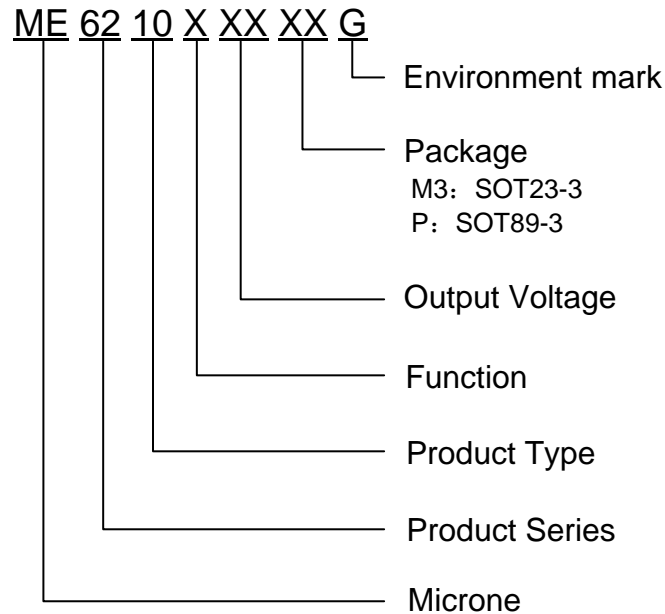 ME 62 10 X XX XX G
Environment mark
Package
M3：SOT23-3
P：SOT89-3
Output Voltage
Function
Product Type
Product Series
Microne